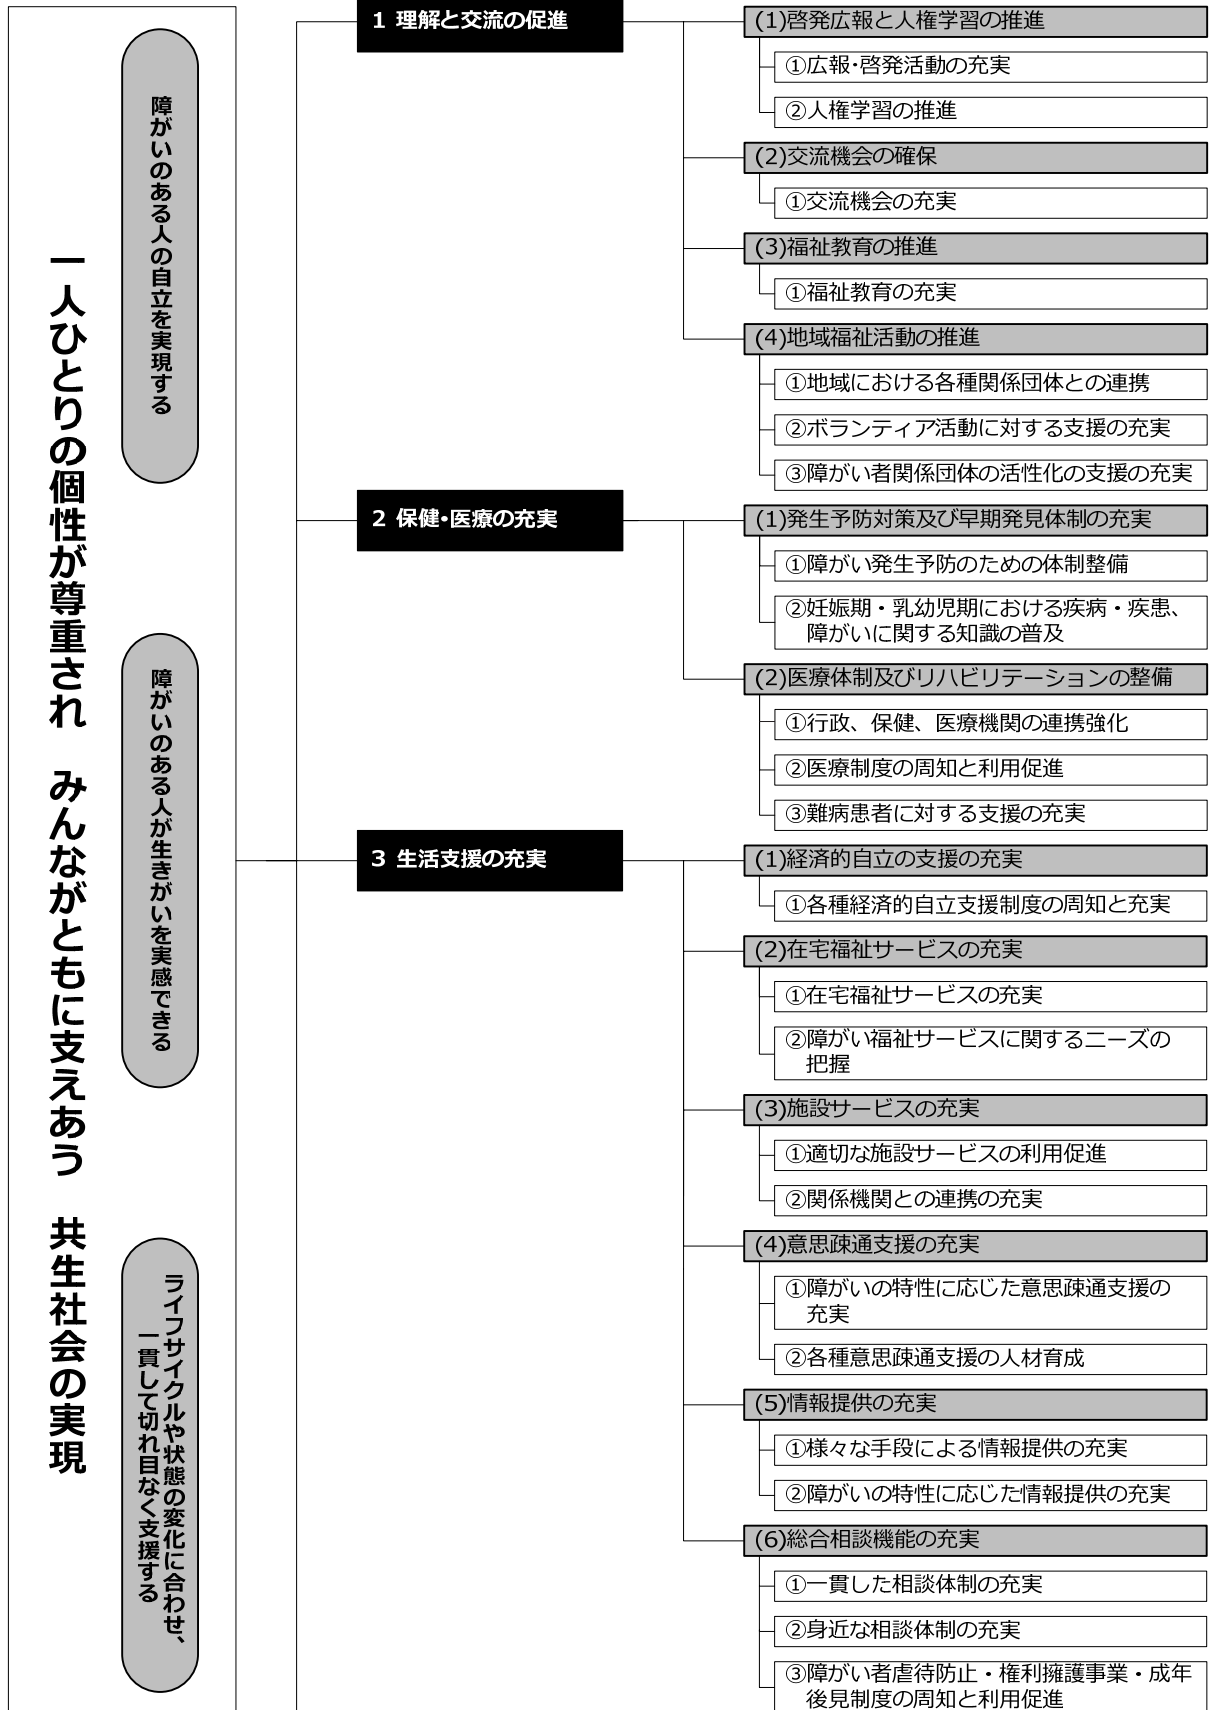 一人ひとりの個性が尊重され　みんながともに支えあう　共生社会の実現
障がいのある人の自立を実現する
障がいのある人が生きがいを実感できる
ライフサイクルや状態の変化に合わせ、
一貫して切れ目なく支援する
1 理解と交流の促進
(1)啓発広報と人権学習の推進
①広報・啓発活動の充実
②人権学習の推進
(2)交流機会の確保
①交流機会の充実
(3)福祉教育の推進
①福祉教育の充実
(4)地域福祉活動の推進
①地域における各種関係団体との連携
②ボランティア活動に対する支援の充実
③障がい者関係団体の活性化の支援の充実
2 保健・医療の充実
(1)発生予防対策及び早期発見体制の充実
①障がい発生予防のための体制整備
②妊娠期・乳幼児期における疾病・疾患、
障がいに関する知識の普及
(2)医療体制及びリハビリテーションの整備
①行政、保健、医療機関の連携強化
②医療制度の周知と利用促進
③難病患者に対する支援の充実
3 生活支援の充実
(1)経済的自立の支援の充実
①各種経済的自立支援制度の周知と充実
(2)在宅福祉サービスの充実
①在宅福祉サービスの充実
②障がい福祉サービスに関するニーズの
把握
(3)施設サービスの充実
①適切な施設サービスの利用促進
②関係機関との連携の充実
(4)意思疎通支援の充実
①障がいの特性に応じた意思疎通支援の
充実
②各種意思疎通支援の人材育成
(5)情報提供の充実
①様々な手段による情報提供の充実
②障がいの特性に応じた情報提供の充実
(6)総合相談機能の充実
①一貫した相談体制の充実
②身近な相談体制の充実
③障がい者虐待防止・権利擁護事業・成年
後見制度の周知と利用促進